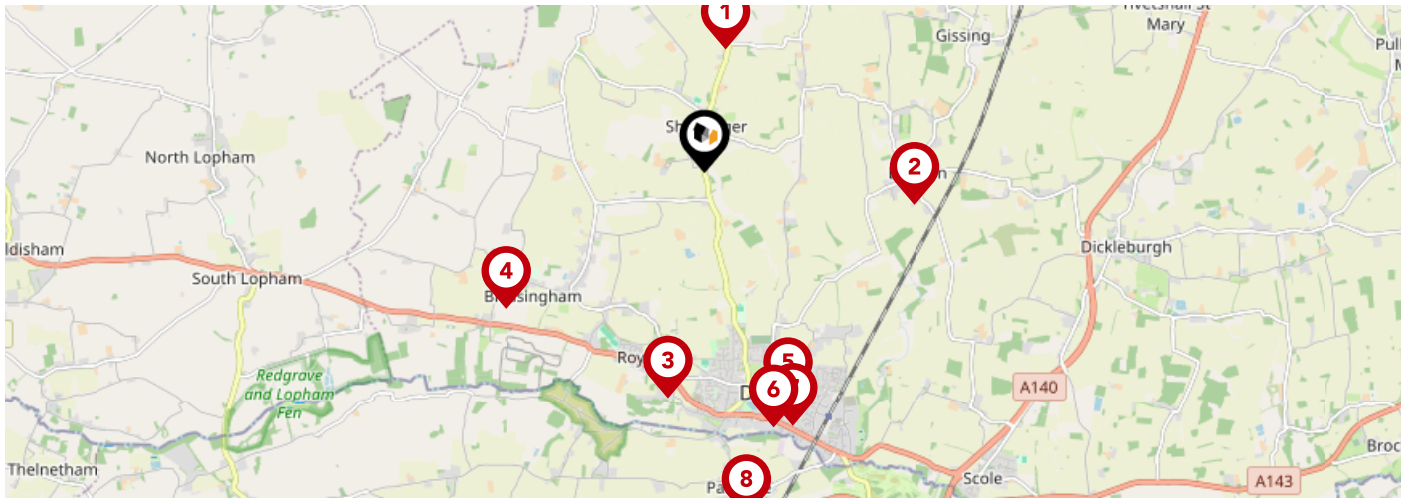 1
Mary
Gissing
North Lopham
2
Dickleburgh
ldisham
South Lopham
4
3
5
6
Redgrave
and Lopham
Fen
A140
Thelnetham
8
Scole
A143